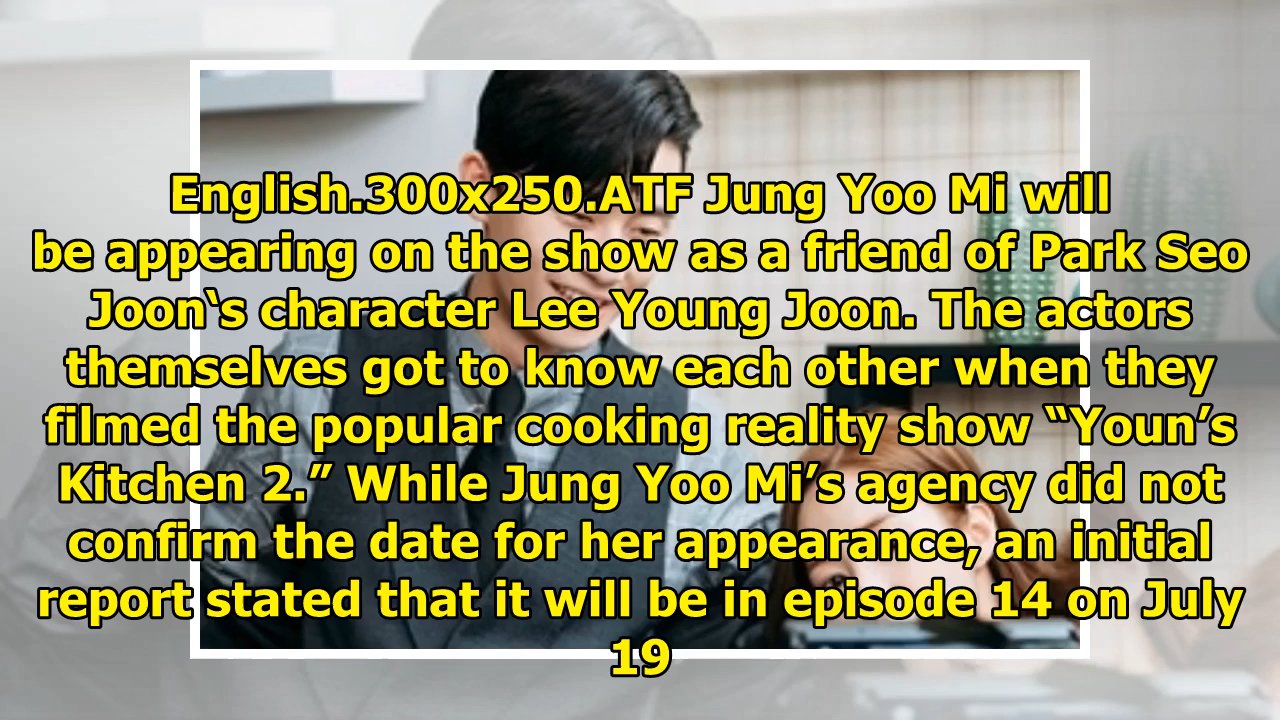 English.300x250.ATF Jung Yoo Mi will
be appearing on the show as a friend of Park Seo
Joon‛s character Lee Young Joon. The actors
themselves got to know each other when they
filmed the popular cooking reality show “Youn’s
Kitchen 2.” While Jung Yoo Mi’s agency did not
confirm the date for her appearance, an initial
report stated that it will be in episode 14 on July
19